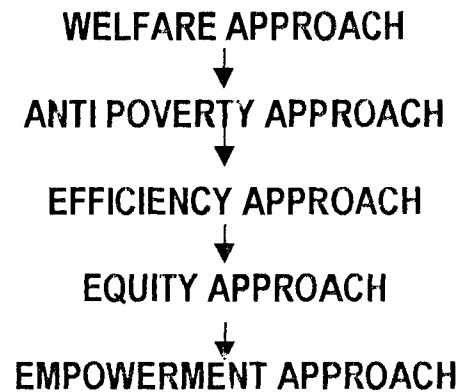 WELFARE APPROACH
ANTI POVERTY APPROACH
EFFICIENCY APPROACH
EQUITY APPROACH
EMPOWERMENT APPROACH